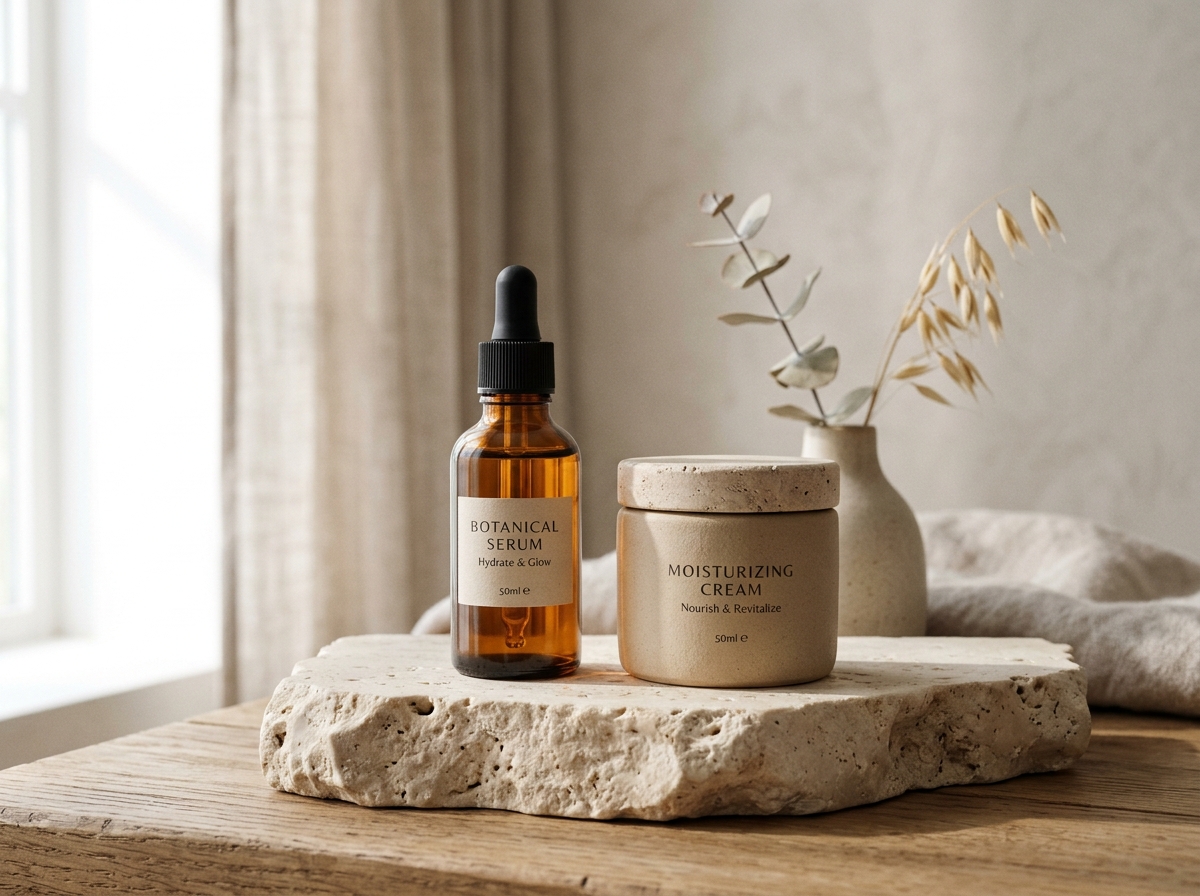 BOTANICAL
SERUM
Hydrate & Glow
50ml ℮
MOISTURIZING
CREAM
Nourish & Revitalize
50ml ℮